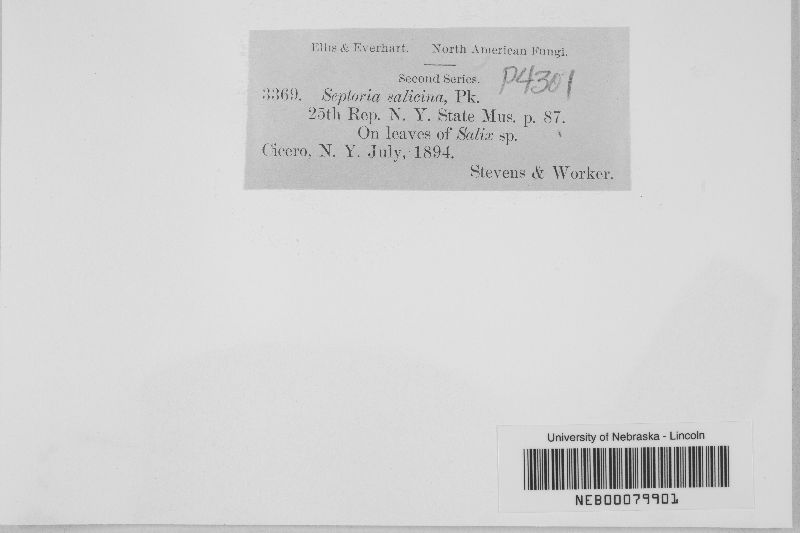 Ellis & Everhart. North American Fungi.
Second Series. P4301
3369. Septoria salicina, Pk.
25th Rep. N. Y. State Mus. p. 87.
On leaves of Salix sp.
Cicero, N. Y. July, 1894.
Stevens & Worker.
University of Nebraska - Lincoln
NEB00079901